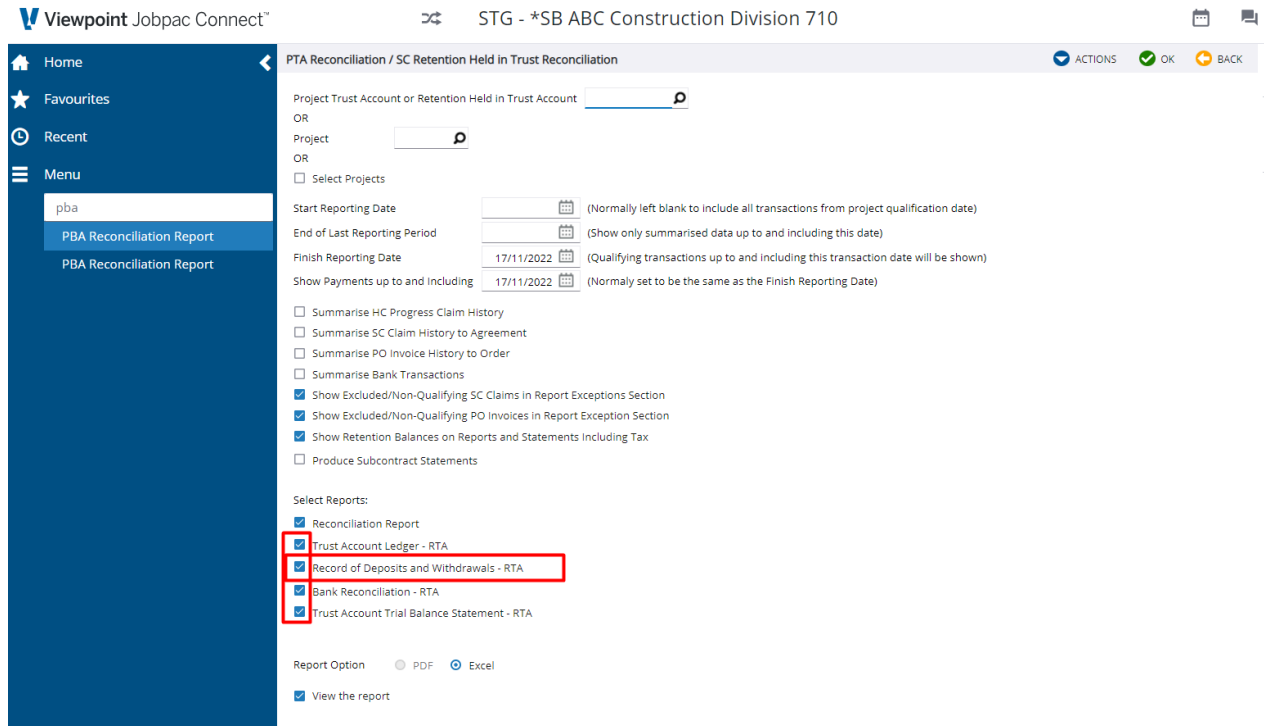 Viewpoint Jobpac Connect™
STG - *SB ABC Construction Division 710
Home
Favourites
Recent
Menu
pba
PBA Reconciliation Report
PBA Reconciliation Report
PTA Reconciliation / SC Retention Held in Trust Reconciliation
ACTIONS OK BACK
Project Trust Account or Retention Held in Trust Account
OR
Project
OR
Select Projects
Start Reporting Date (Normally left blank to include all transactions from project qualification date)
End of Last Reporting Period (Show only summarised data up to and including this date)
Finish Reporting Date 17/11/2022 (Qualifying transactions up to and including this transaction date will be shown)
Show Payments up to and Including 17/11/2022 (Normaly set to be the same as the Finish Reporting Date)
Summarise HC Progress Claim History
Summarise SC Claim History to Agreement
Summarise PO Invoice History to Order
Summarise Bank Transactions
Show Excluded/Non-Qualifying SC Claims in Report Exceptions Section
Show Excluded/Non-Qualifying PO Invoices in Report Exception Section
Show Retention Balances on Reports and Statements Including Tax
Produce Subcontract Statements
Select Reports:
Reconciliation Report
Trust Account Ledger - RTA
Record of Deposits and Withdrawals - RTA
Bank Reconciliation - RTA
Trust Account Trial Balance Statement - RTA
Report Option PDF Excel
View the report